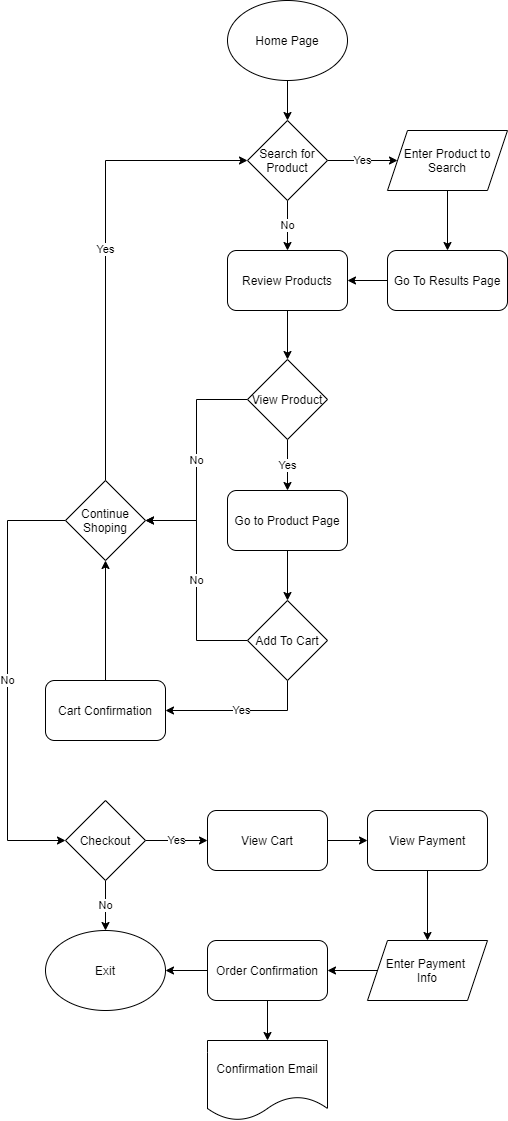 Home Page
Search for
Product
Yes
Enter Product to
Search
No
Review Products
Go To Results Page
Yes
View Product
No
Yes
Continue
Shoping
Go to Product Page
No
Add To Cart
No
Cart Confirmation
Yes
Checkout
Yes
View Cart
View Payment
No
Exit
Order Confirmation
Enter Payment
Info
Confirmation Email